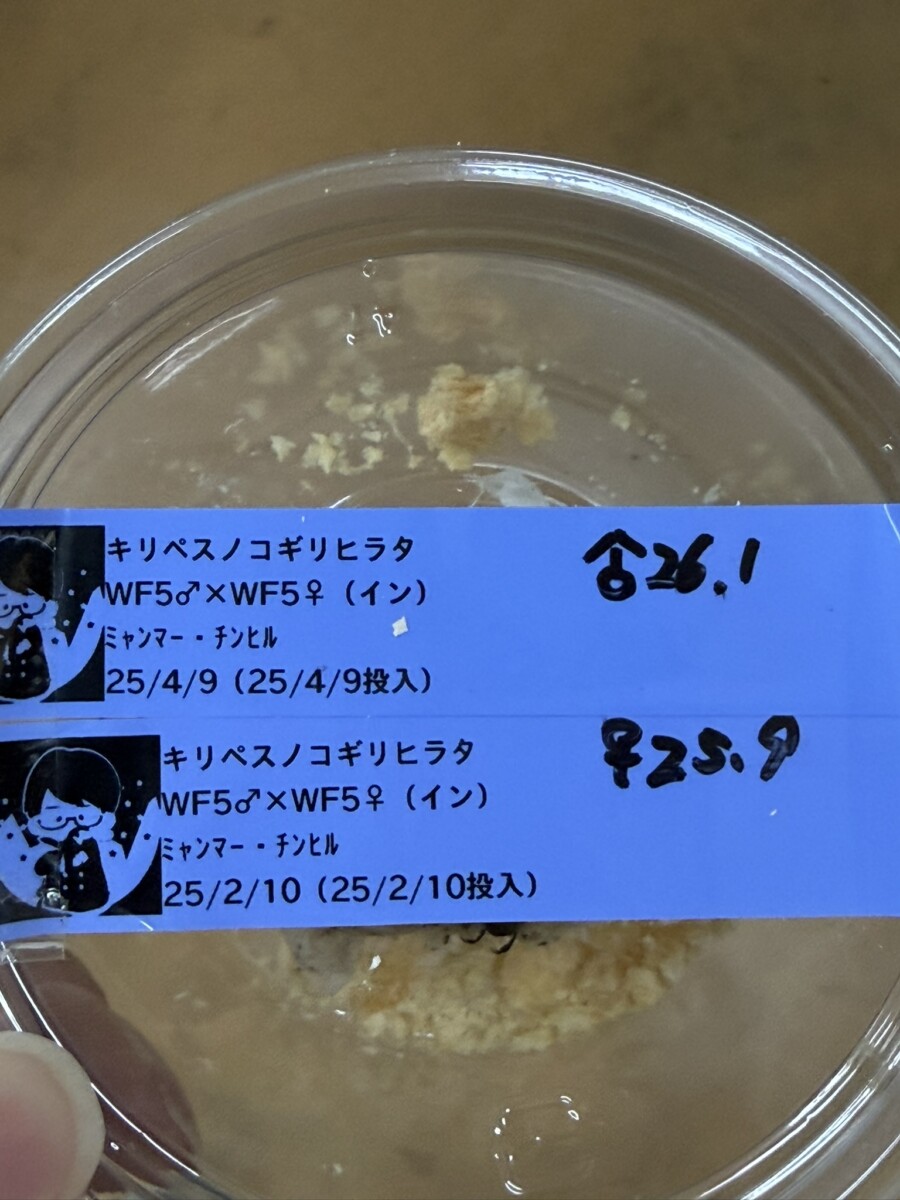 キリペスノコギリヒラタ
WF5♂×WF5♀（イン）
ﾐｬﾝﾏｰ・ﾁﾝﾋﾙ
25/4/9（25/4/9投入）
26.1
キリペスノコギリヒラタ
WF5♂×WF5♀（イン）
ﾐｬﾝﾏｰ・ﾁﾝﾋﾙ
25/2/10（25/2/10投入）
♀25.9